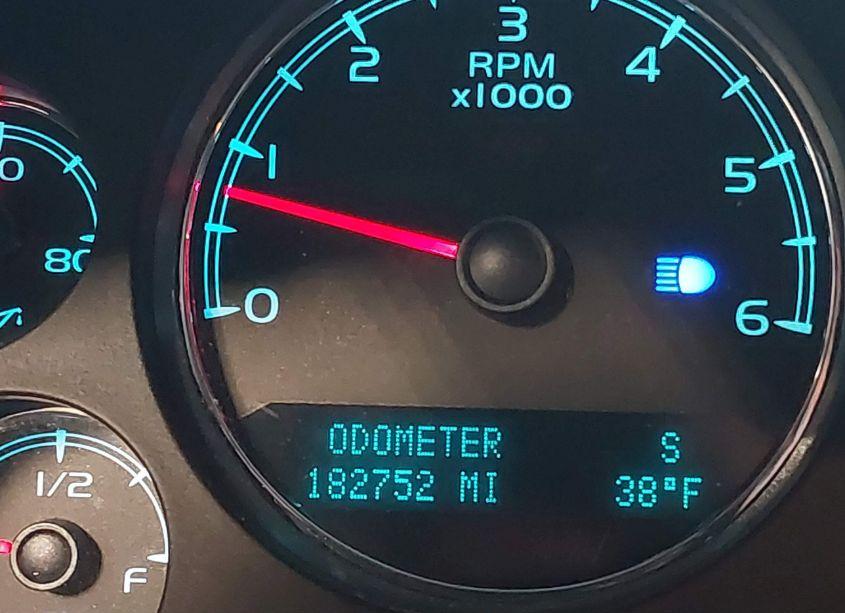 3
2
4
RPM
x1000
1
5
0
6
80
ODOMETER
S
182752 MI
38°F
1/2
F